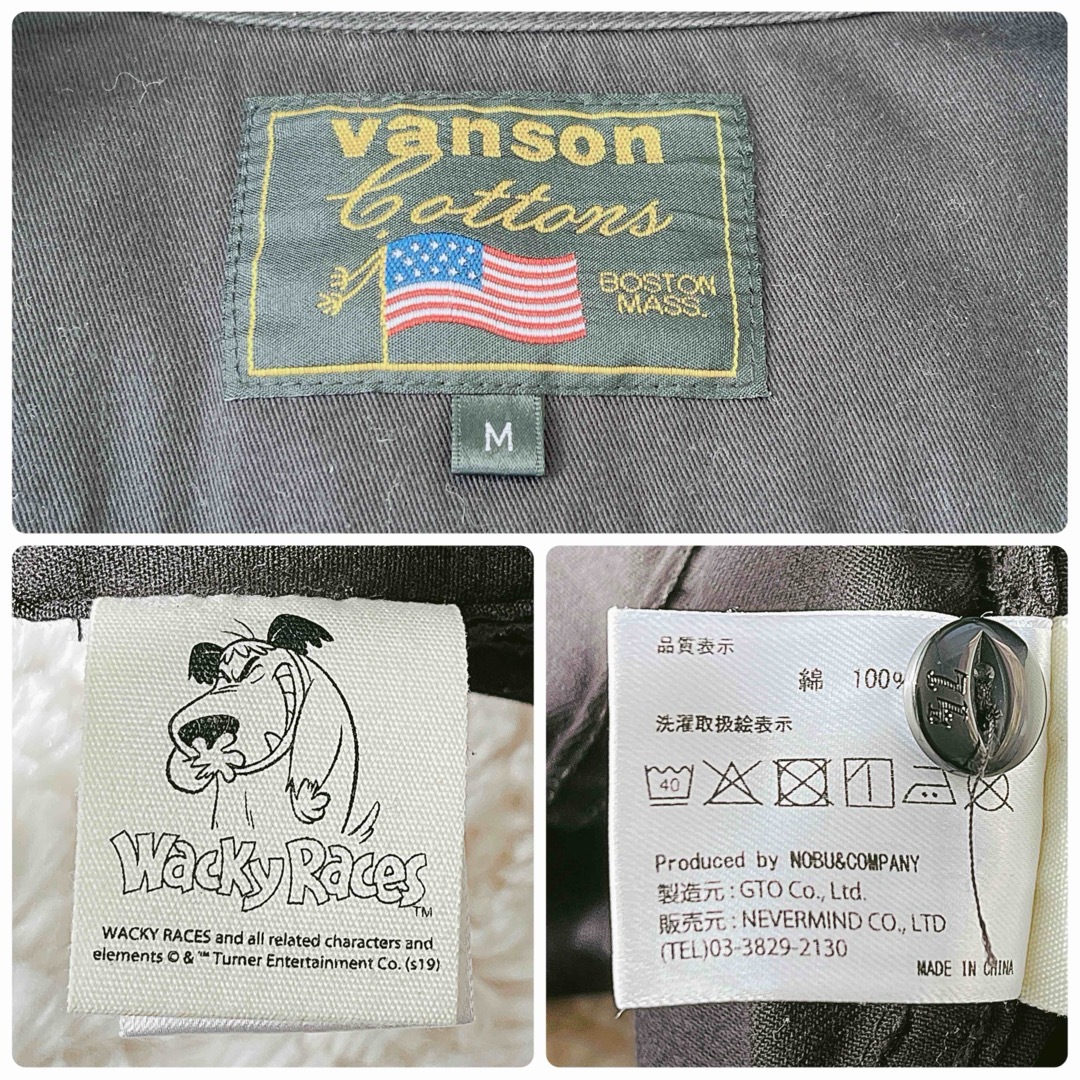 vanson
Cottons
BOSTON
MASS.
M
Wacky Races™
WACKY RACES and all related characters and
elements © & ™ Turner Entertainment Co. (s19)
品質表示
綿 100%
洗濯取扱絵表示
40
Produced by NOBU&COMPANY
製造元 : GTO Co., Ltd.
販売元 : NEVERMIND CO., LTD
(TEL)03-3829-2130
MADE IN CHINA